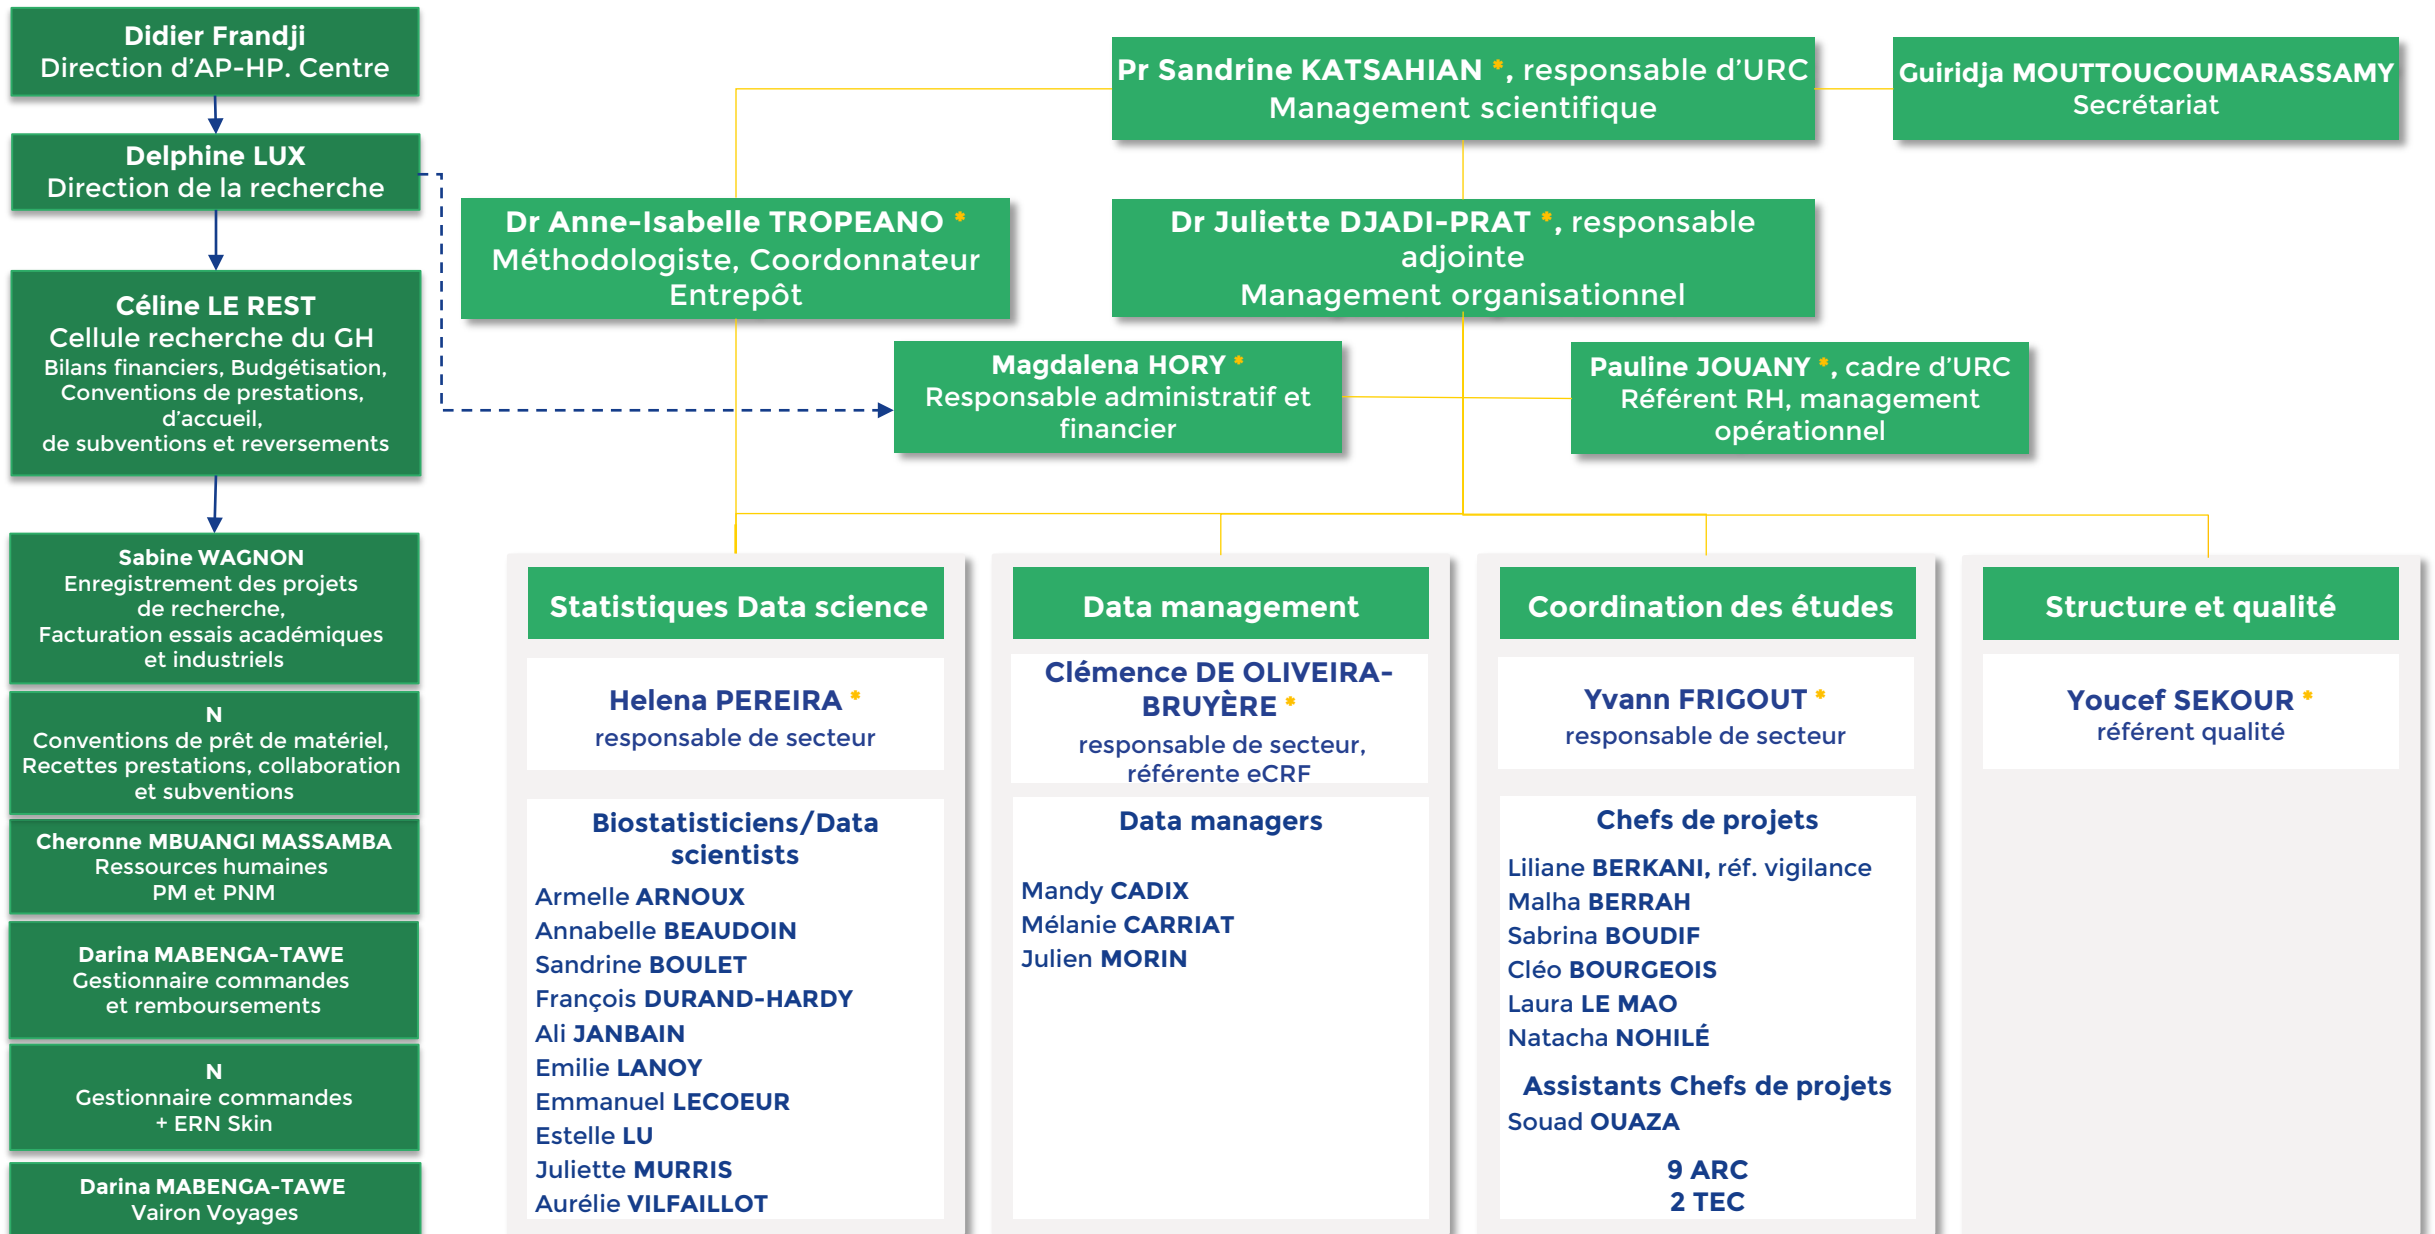 Didier Frandji
Direction d'AP-HP. Centre
Delphine LUX
Direction de la recherche
Céline LE REST
Cellule recherche du GH
Bilans financiers, Budgétisation,
Conventions de prestations,
d'accueil,
de subventions et reversements
Sabine WAGNON
Enregistrement des projets
de recherche,
Facturation essais académiques
et industriels
N
Conventions de prêt de matériel,
Recettes prestations, collaboration
et subventions
Cheronne MBUANGI MASSAMBA
Ressources humaines
PM et PNM
Darina MABENGA-TAWE
Gestionnaire commandes
et remboursements
N
Gestionnaire commandes
+ ERN Skin
Darina MABENGA-TAWE
Vairon Voyages
Pr Sandrine KATSAHIAN *, responsable d'URC
Management scientifique
Guiridja MOUTTOUCOUMARASSAMY
Secrétariat
Dr Anne-Isabelle TROPEANO *
Méthodologiste, Coordonnateur
Entrepôt
Dr Juliette DJADI-PRAT *, responsable
adjointe
Management organisationnel
Magdalena HORY *
Responsable administratif et
financier
Pauline JOUANY *, cadre d'URC
Référent RH, management
opérationnel
Statistiques Data science
Helena PEREIRA *
responsable de secteur
Biostatisticiens/Data
scientists
Armelle ARNOUX
Annabelle BEAUDOIN
Sandrine BOULET
François DURAND-HARDY
Ali JANBAIN
Emilie LANOY
Emmanuel LECOEUR
Estelle LU
Juliette MURRIS
Aurélie VILFAILLOT
Data management
Clémence DE OLIVEIRA-
BRUYÈRE *
responsable de secteur,
référente eCRF
Data managers
Mandy CADIX
Mélanie CARRIAT
Julien MORIN
Coordination des études
Yvann FRIGOUT *
responsable de secteur
Chefs de projets
Liliane BERKANI, réf. vigilance
Malha BERRAH
Sabrina BOUDIF
Cléo BOURGEOIS
Laura LE MAO
Natacha NOHILÉ
Assistants Chefs de projets
Souad OUAZA
9 ARC
2 TEC
Structure et qualité
Youcef SEKOUR *
référent qualité